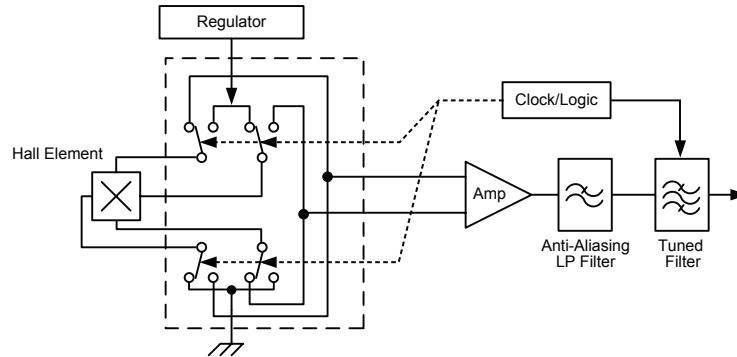 Regulator
Clock/Logic
Hall Element
Amp
Anti-Aliasing
LP Filter
Tuned
Filter